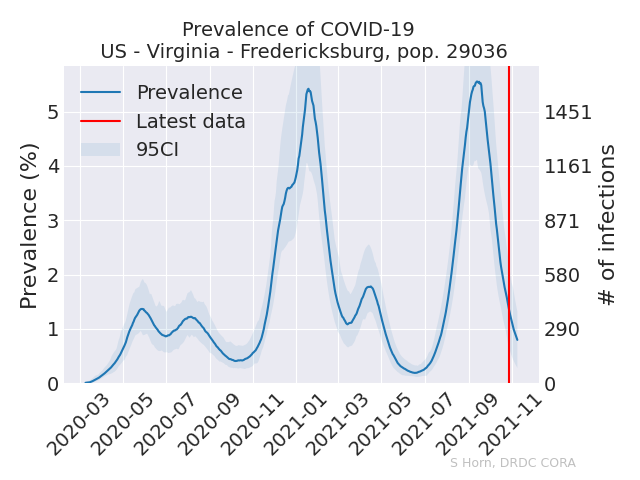 Prevalence of COVID-19
US - Virginia - Fredericksburg, pop. 29036
Prevalence
Latest data
95CI
Prevalence (%)
5
4
3
2
1
0
1451
1161
871
580
290
0
# of infections
2020-03
2020-05
2020-07
2020-09
2020-11
2021-01
2021-03
2021-05
2021-07
2021-09
2021-11
S Horn, DRDC CORA